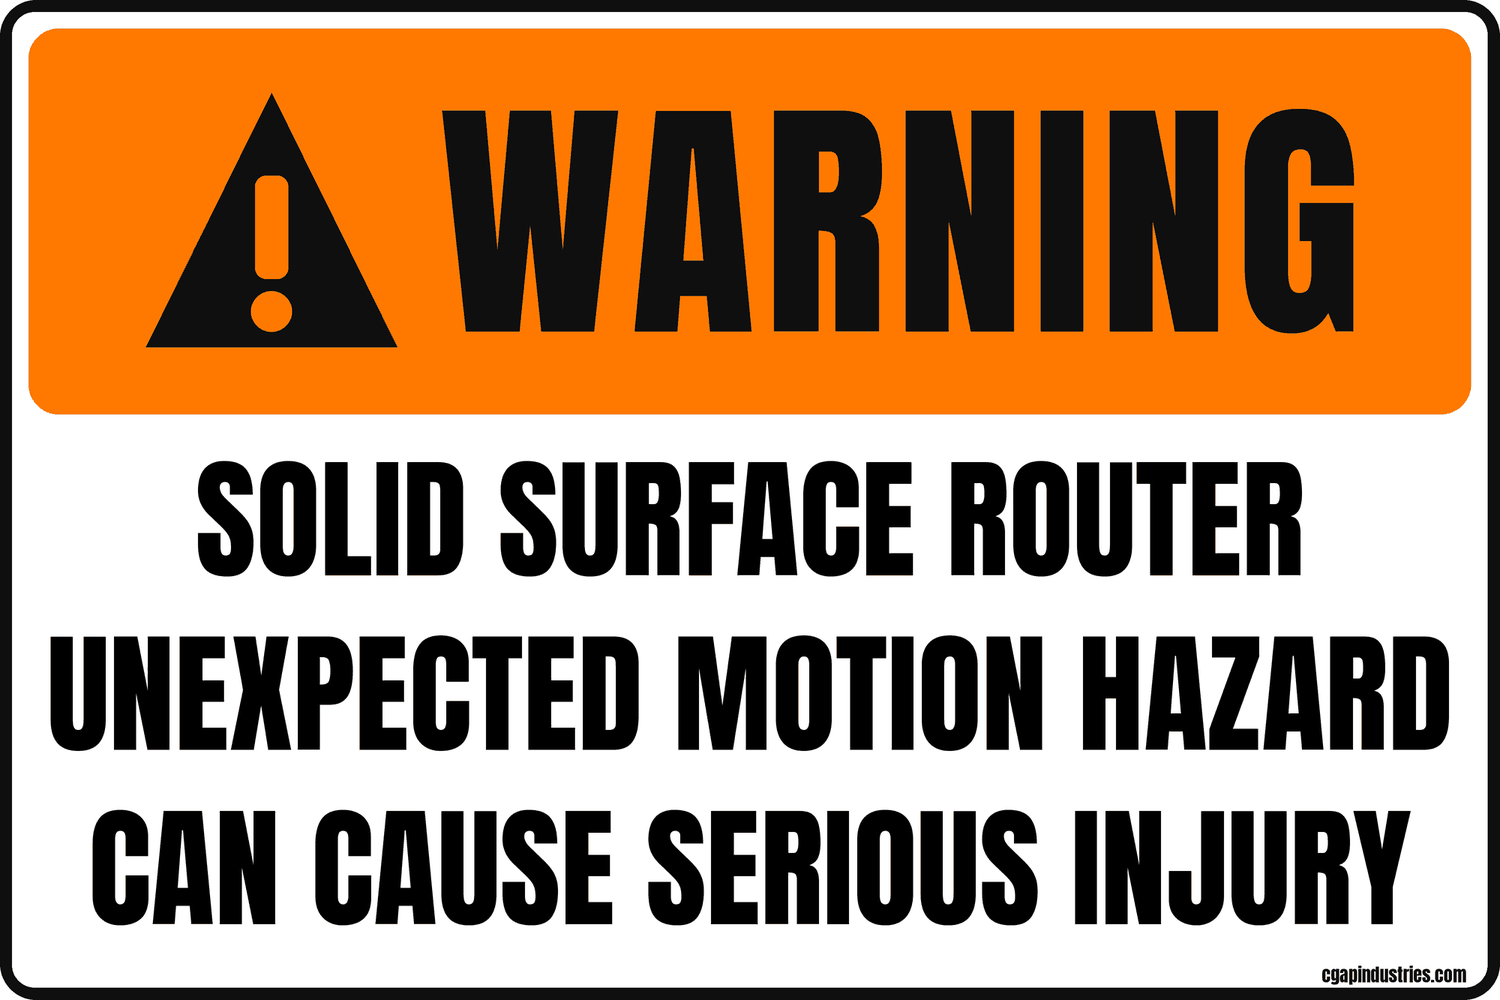 WARNING
SOLID SURFACE ROUTER
UNEXPECTED MOTION HAZARD
CAN CAUSE SERIOUS INJURY
cgapindustries.com